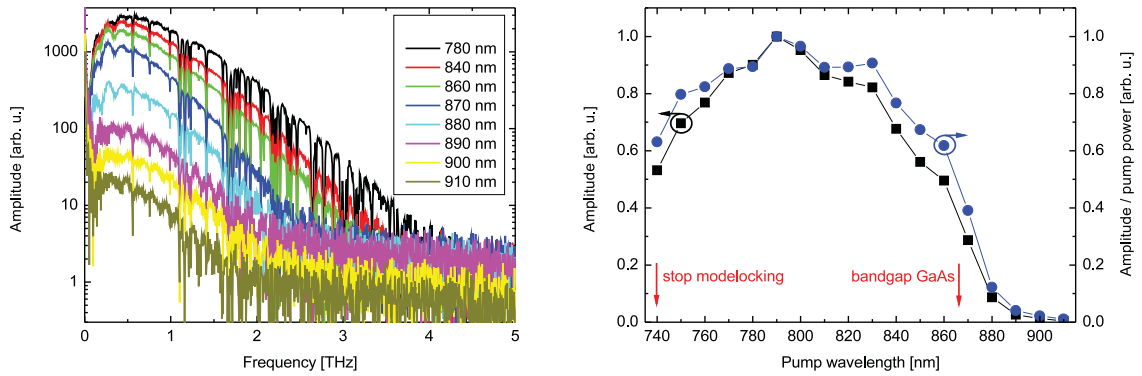 1000
100
10
1
0
1
2
3
4
5
Amplitude [arb. u.]
Frequency [THz]
780 nm
840 nm
860 nm
870 nm
880 nm
890 nm
900 nm
910 nm
1.0
0.8
0.6
0.4
0.2
0.0
Amplitude [arb. u.]
740 760 780 800 820 840 860 880 900
Pump wavelength [nm]
stop modelocking
bandgap GaAs
1.0
0.8
0.6
0.4
0.2
0.0
Amplitude / pump power [arb. u.]